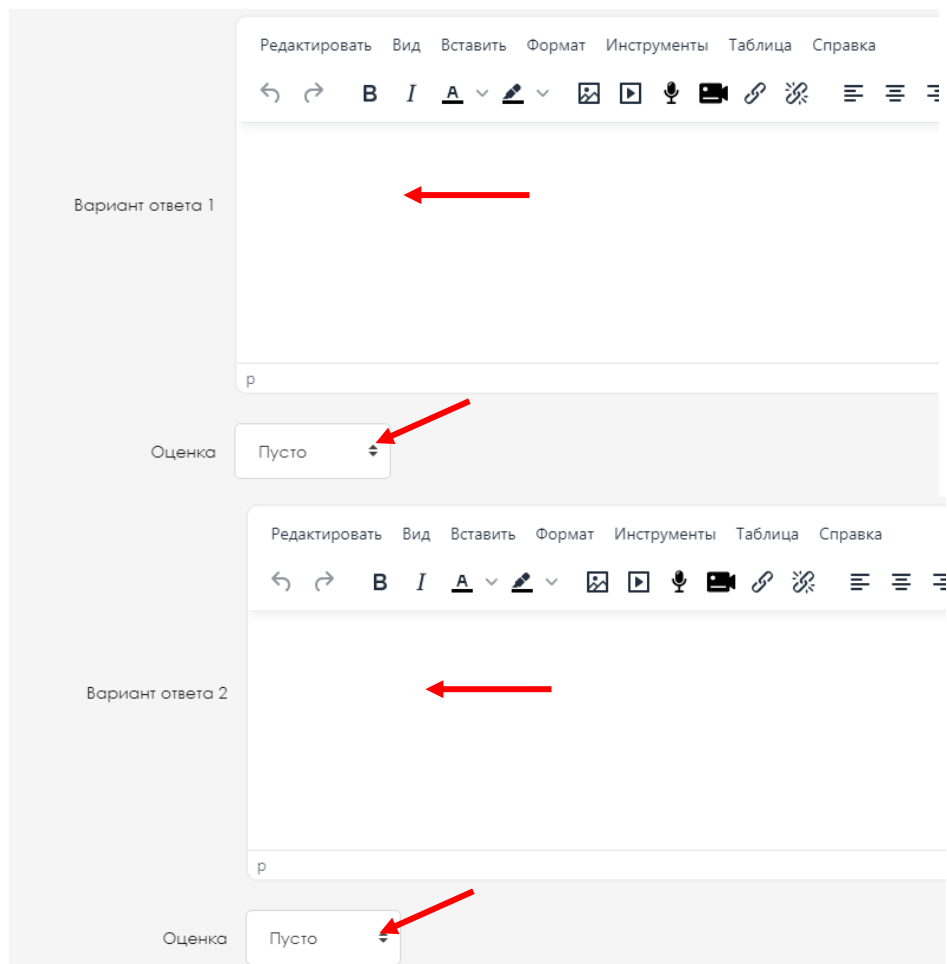 Редактировать Вид Вставить Формат Инструменты Таблица Справка
B I A
Вариант ответа 1
p
Оценка Пусто
Редактировать Вид Вставить Формат Инструменты Таблица Справка
B I A
Вариант ответа 2
p
Оценка Пусто